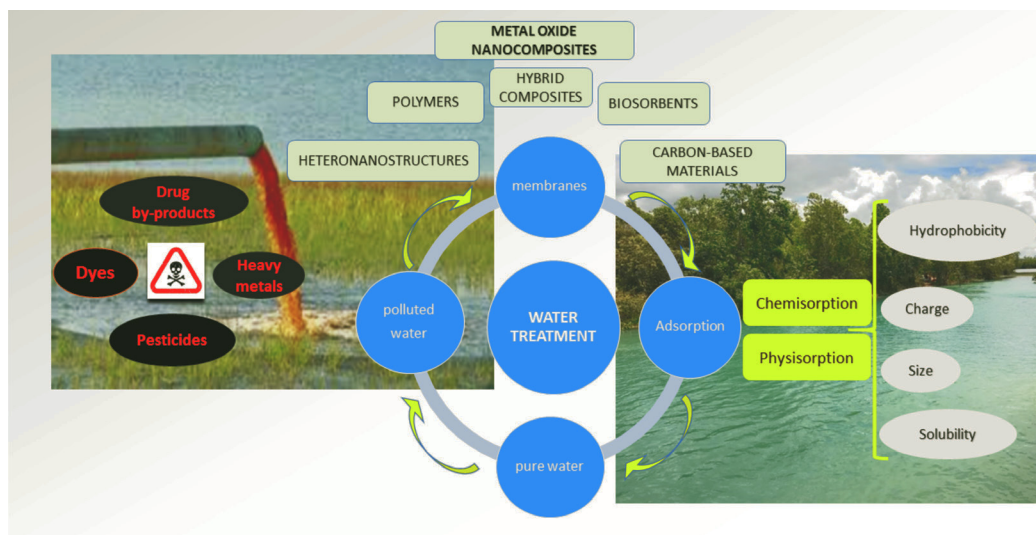 METAL OXIDE
NANOCOMPOSITES
HYBRID
COMPOSITES
POLYMERS
BIOSORBENTS
HETERONANOSTRUCTURES
CARBON-BASED
MATERIALS
membranes
Drug
by-products
Dyes
Heavy
metals
Pesticides
polluted
water
WATER
TREATMENT
Adsorption
pure water
Chemisorption
Physisorption
Hydrophobicity
Charge
Size
Solubility